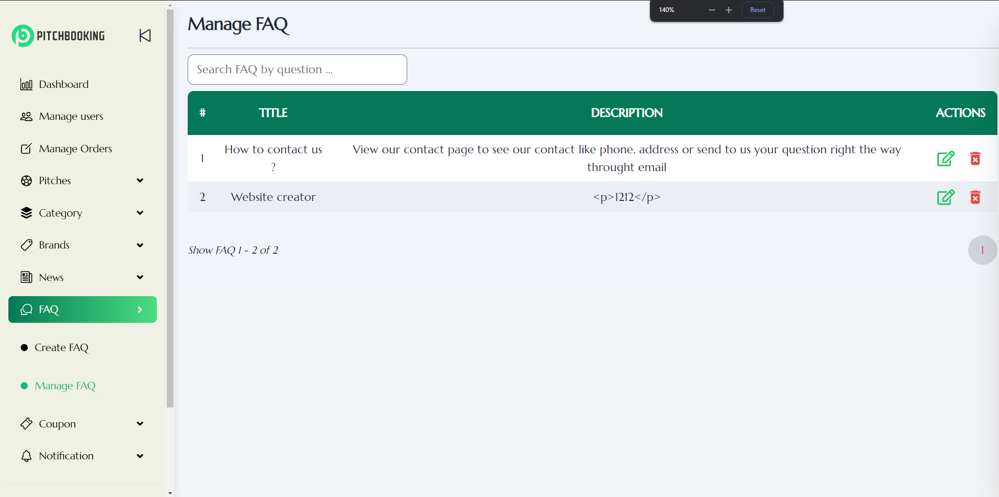 PITCHBOOKING
Dashboard
Manage users
Manage Orders
Pitches
Category
Brands
News
FAQ
Create FAQ
Manage FAQ
Coupon
Notification
140%
Reset
Manage FAQ
Search FAQ by question ...
# TITLE DESCRIPTION ACTIONS
1 How to contact us ? View our contact page to see our contact like phone, address or send to us your question right the way
throught email
2 Website creator <p>1212</p>
Show FAQ 1 - 2 of 2
1